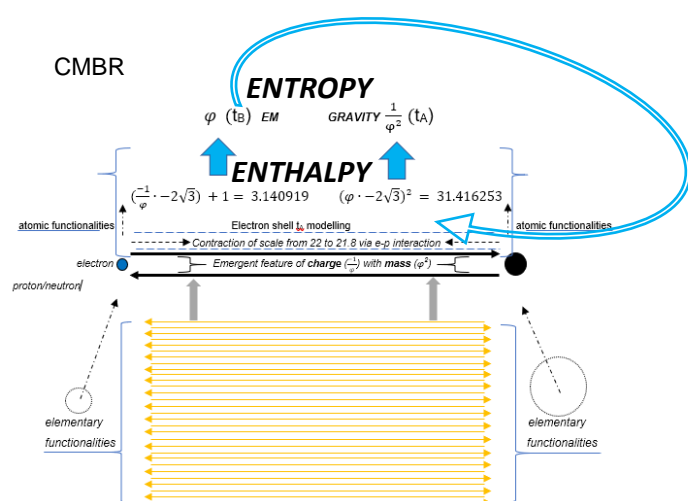 CMBR
ENTROPY
φ (tB) EM GRAVITY 1/φ² (tA)
ENTHALPY
(−1/φ · −2√3) + 1 = 3.140919 (φ · −2√3)² = 31.416253
atomic functionalities Electron shell tA modelling atomic functionalities
Contraction of scale from 22 to 21.8 via e-p interaction
electron Emergent feature of charge (−1/φ) with mass (φ²)
proton/neutron/
elementary elementary
functionalities functionalities